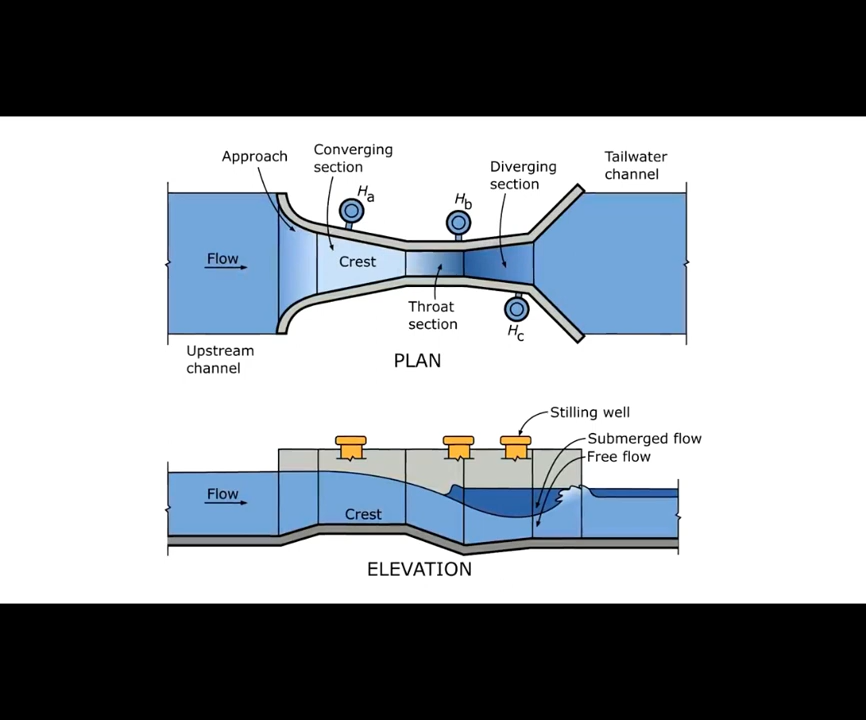 Approach
Converging
section
Ha
Hb
Diverging
section
Tailwater
channel
Flow
Crest
Throat
section
Hc
Upstream
channel
PLAN
Stilling well
Submerged flow
Free flow
Flow
Crest
ELEVATION